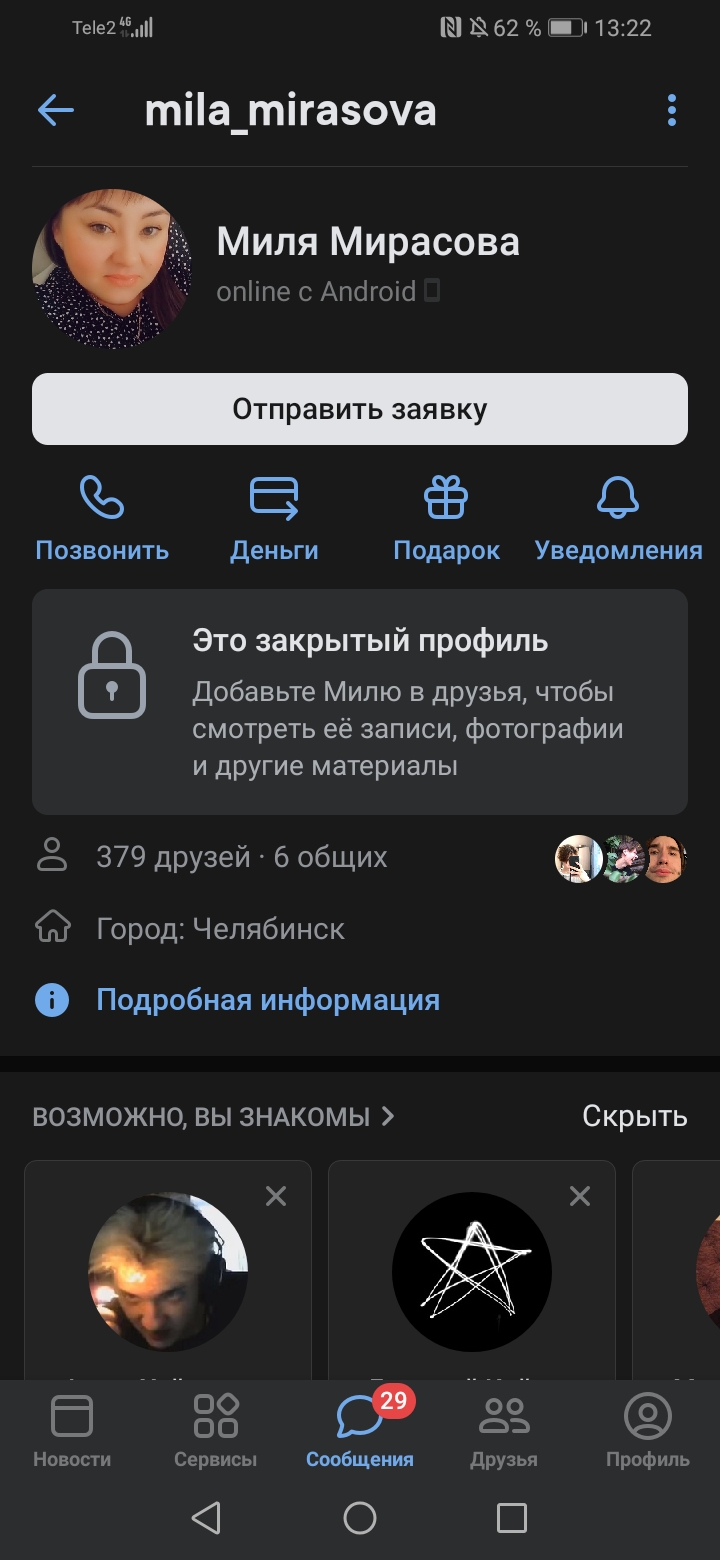 Tele2 4G 62 % 13:22
mila_mirasova
Миля Мирасова
online с Android
Отправить заявку
Позвонить Деньги Подарок Уведомления
Это закрытый профиль
Добавьте Милю в друзья, чтобы
смотреть её записи, фотографии
и другие материалы
379 друзей · 6 общих
Город: Челябинск
Подробная информация
ВОЗМОЖНО, ВЫ ЗНАКОМЫ
Скрыть
29
Новости Сервисы Сообщения Друзья Профиль